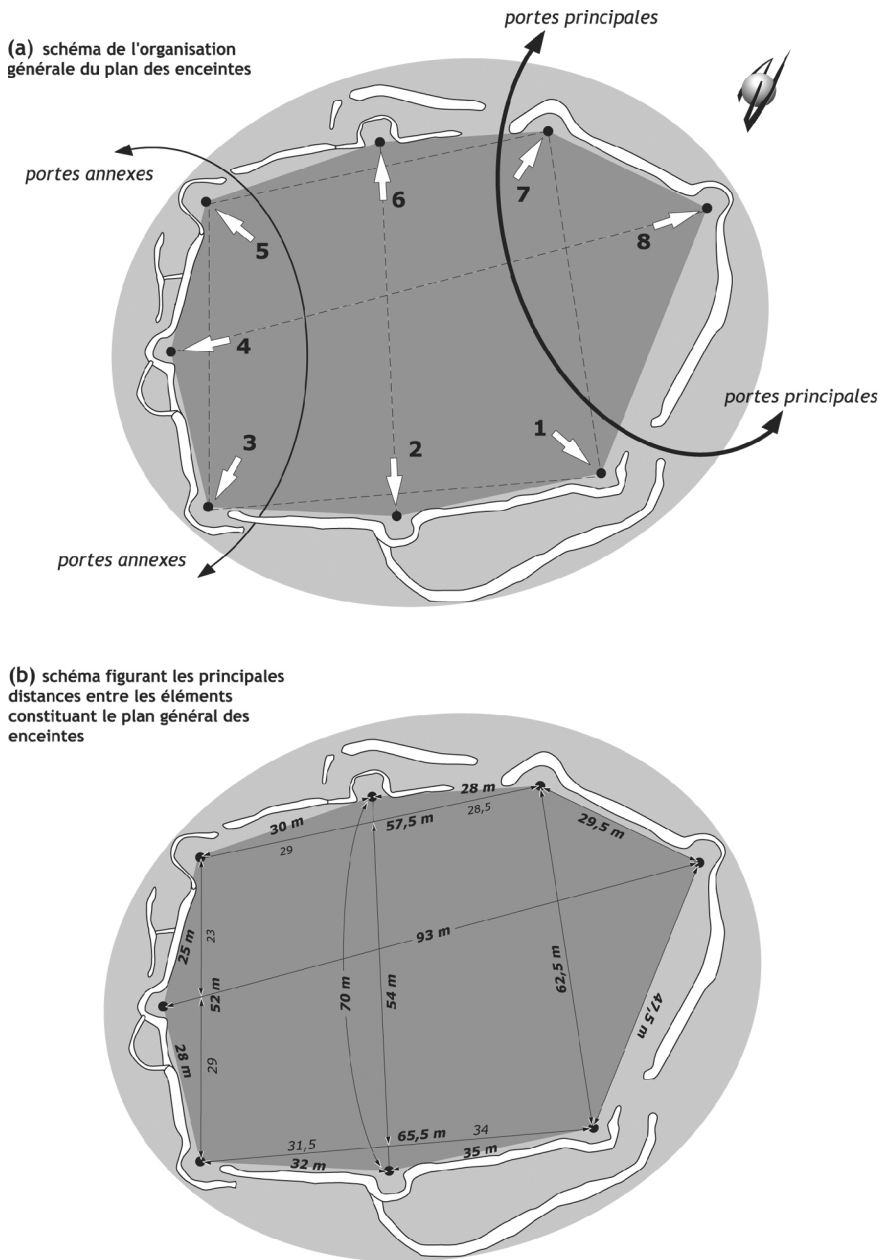 portes principales
(a) schéma de l'organisation
générale du plan des enceintes
portes annexes
6
7
8
5
4
3
2
1
portes principales
portes annexes
(b) schéma figurant les principales
distances entre les éléments
constituant le plan général des
enceintes
28 m
30 m
57,5 m
28,5
29,5 m
29
25 m
23
93 m
52 m
70 m
54 m
62,5 m
47,5 m
28 m
29
31,5
65,5 m
34
32 m
35 m